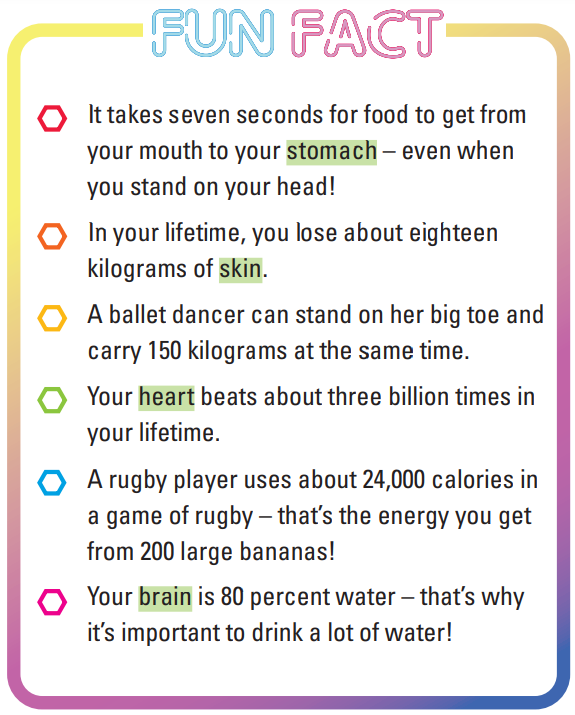 FUN FACT
It takes seven seconds for food to get from
your mouth to your stomach – even when
you stand on your head!
In your lifetime, you lose about eighteen
kilograms of skin.
A ballet dancer can stand on her big toe and
carry 150 kilograms at the same time.
Your heart beats about three billion times in
your lifetime.
A rugby player uses about 24,000 calories in
a game of rugby – that’s the energy you get
from 200 large bananas!
Your brain is 80 percent water – that’s why
it’s important to drink a lot of water!